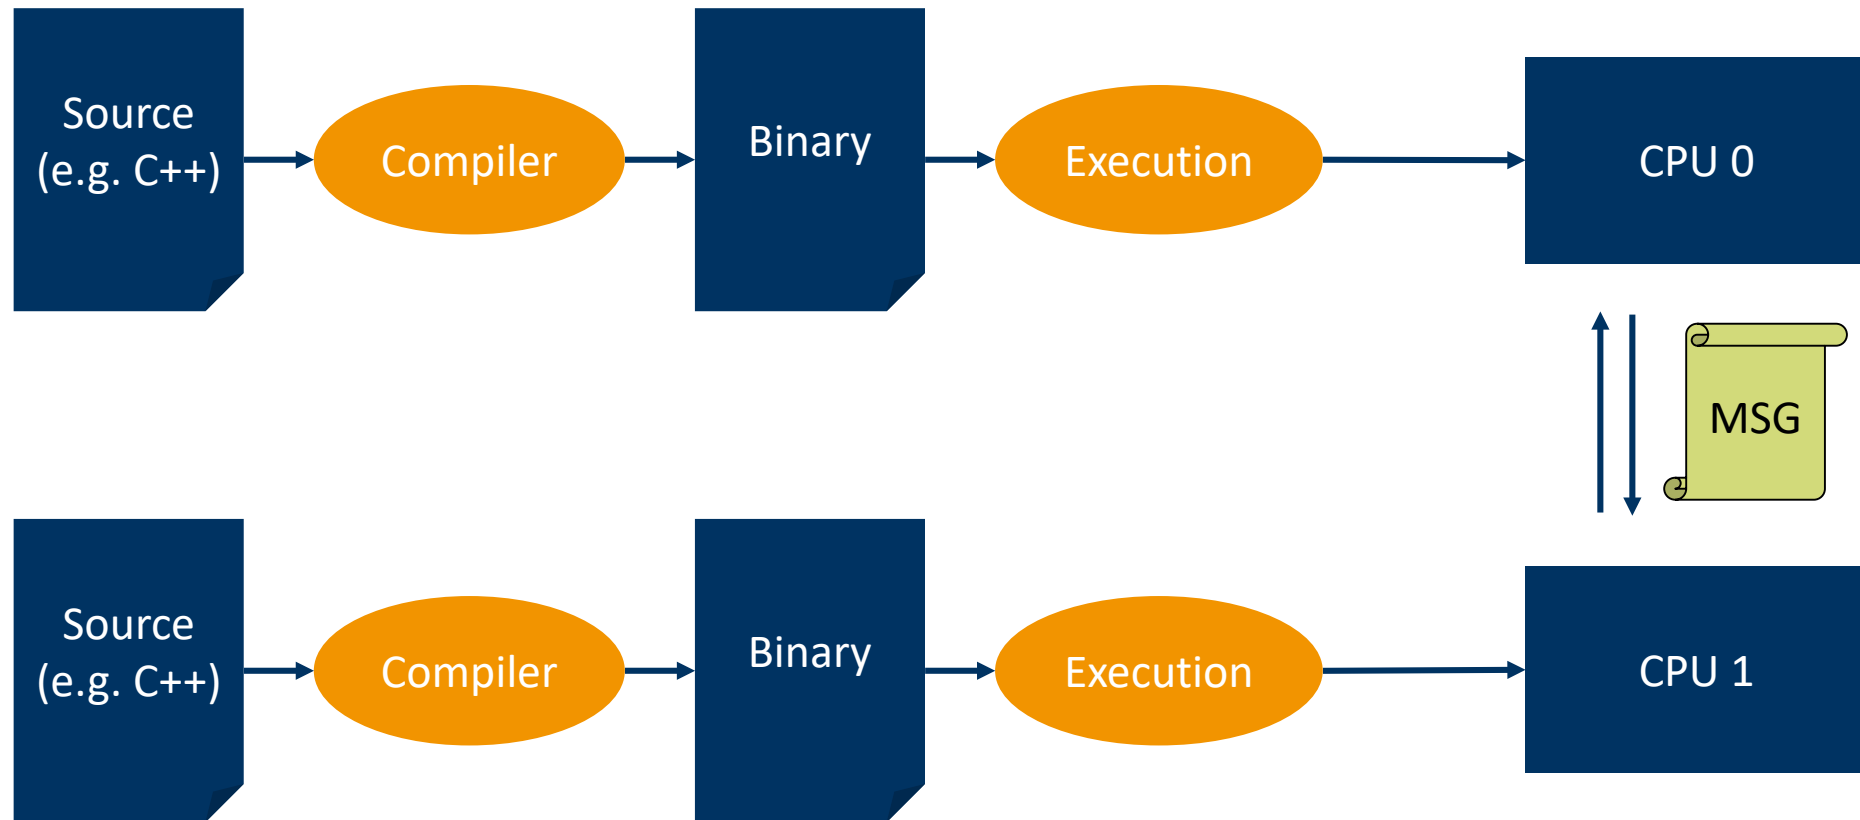 Source
(e.g. C++)
Compiler
Binary
Execution
CPU 0
MSG
Source
(e.g. C++)
Compiler
Binary
Execution
CPU 1